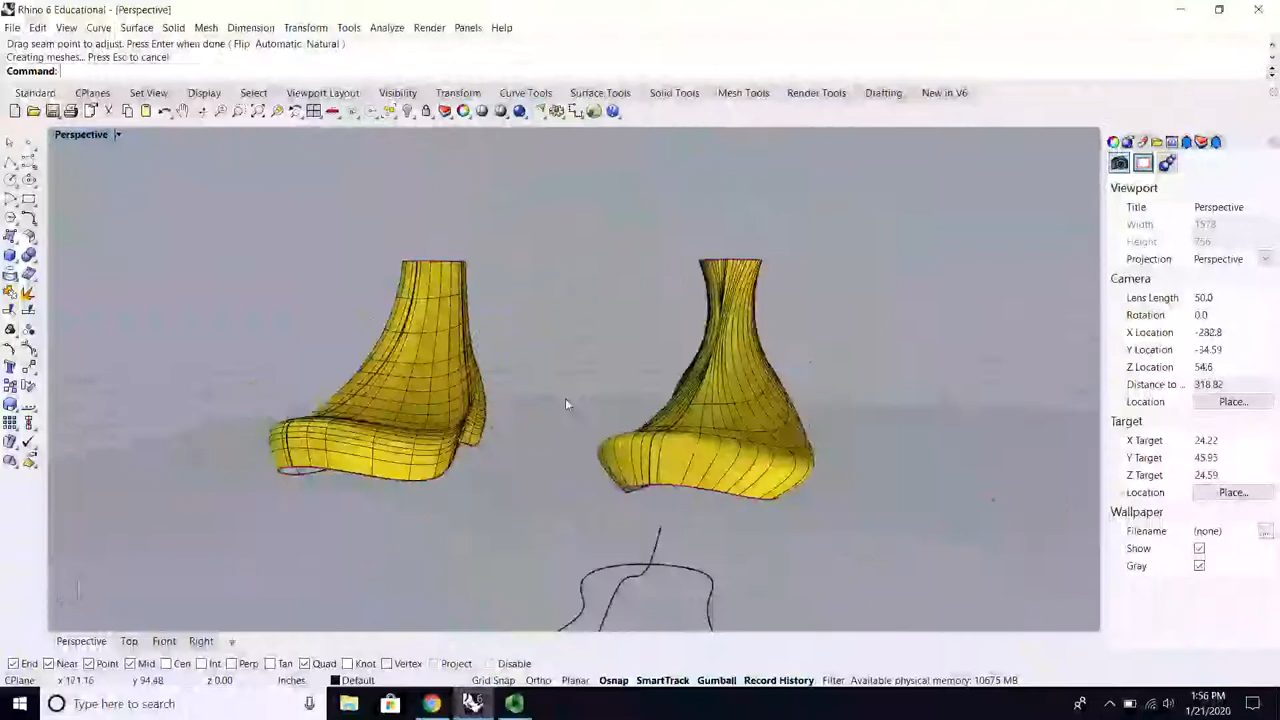 Rhino 6 Educational - [Perspective]
File Edit View Curve Surface Solid Mesh Dimension Transform Tools Analyze Render Panels Help
Drag seam point to adjust. Press Enter when done ( Flip Automatic Natural )
Creating meshes... Press Esc to cancel
Command:
Standard CPlanes Set View Display Select Viewport Layout Visibility Transform Curve Tools Surface Tools Solid Tools Mesh Tools Render Tools Drafting New in V6
Perspective
Viewport
Title Perspective
Width 1578
Height 756
Projection Perspective
Camera
Lens Length 50.0
Rotation 0.0
X Location -282.8
Y Location -34.59
Z Location 54.6
Distance to ... 318.82
Location Place...
Target
X Target 24.22
Y Target 45.93
Z Target 24.59
Location Place...
Wallpaper
Filename (none)
Show
Gray
Perspective Top Front Right
End Near Point Mid Cen Int Perp Tan Quad Knot Vertex Project Disable
CPlane x 171.16 y 94.48 z 0.00 Inches Default Grid Snap Ortho Planar Osnap SmartTrack Gumball Record History Filter Available physical memory: 10675 MB
Type here to search
1:56 PM
1/21/2020